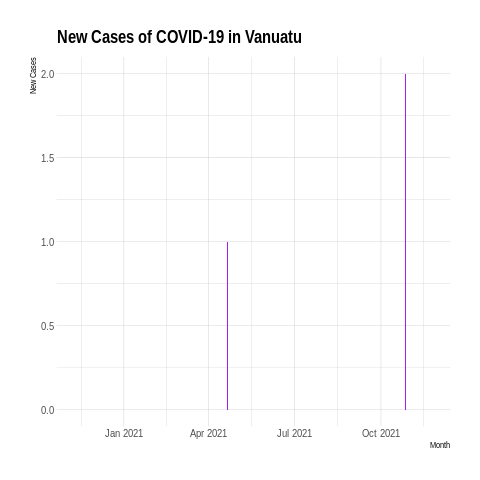 New Cases of COVID-19 in Vanuatu
New Cases
2.0
1.5
1.0
0.5
0.0
Jan 2021 Apr 2021 Jul 2021 Oct 2021
Month